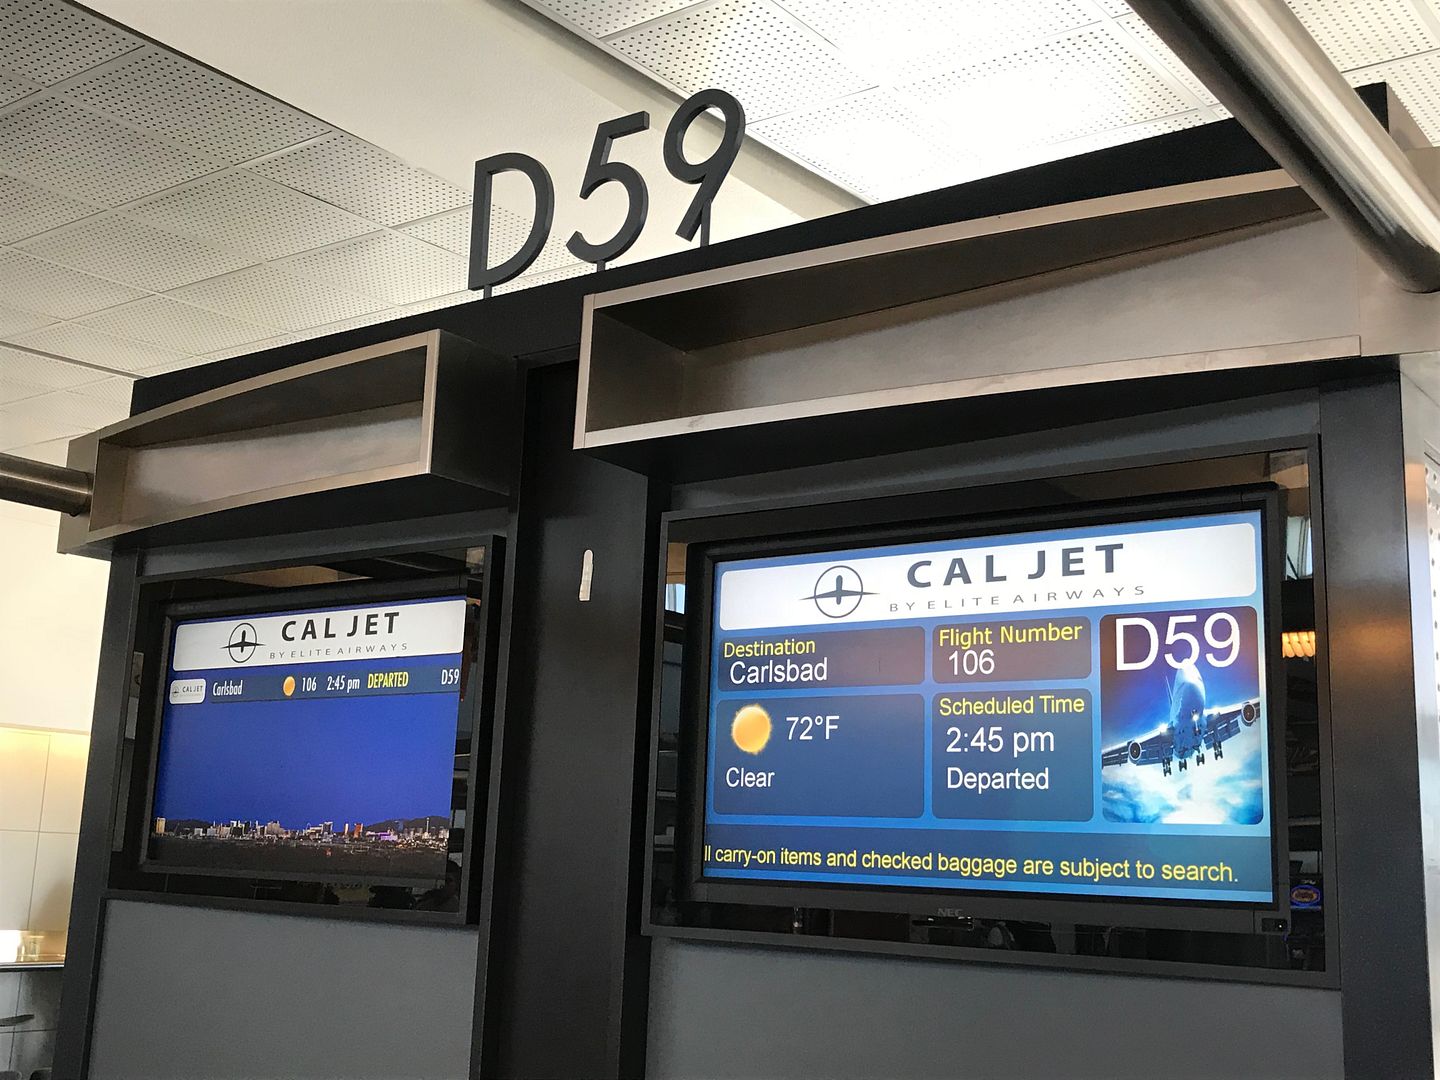 D59
CAL JET
BY ELITE AIRWAYS
CAL JET Carlsbad 106 2:45 pm DEPARTED D59
CAL JET
BY ELITE AIRWAYS
Destination
Carlsbad
Flight Number
106
D59
72°F
Clear
Scheduled Time
2:45 pm
Departed
ll carry-on items and checked baggage are subject to search.
NEC